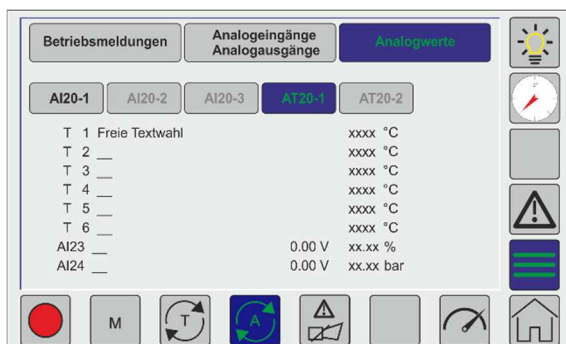 Betriebsmeldungen
Analogeingänge
Analogausgänge
Analogwerte
AI20-1 AI20-2 AI20-3 AT20-1 AT20-2
T 1 Freie Textwahl xxxx °C
T 2 __ xxxx °C
T 3 __ xxxx °C
T 4 __ xxxx °C
T 5 __ xxxx °C
T 6 __ xxxx °C
AI23 __ 0.00 V xx.xx %
AI24 __ 0.00 V xx.xx bar
M T A